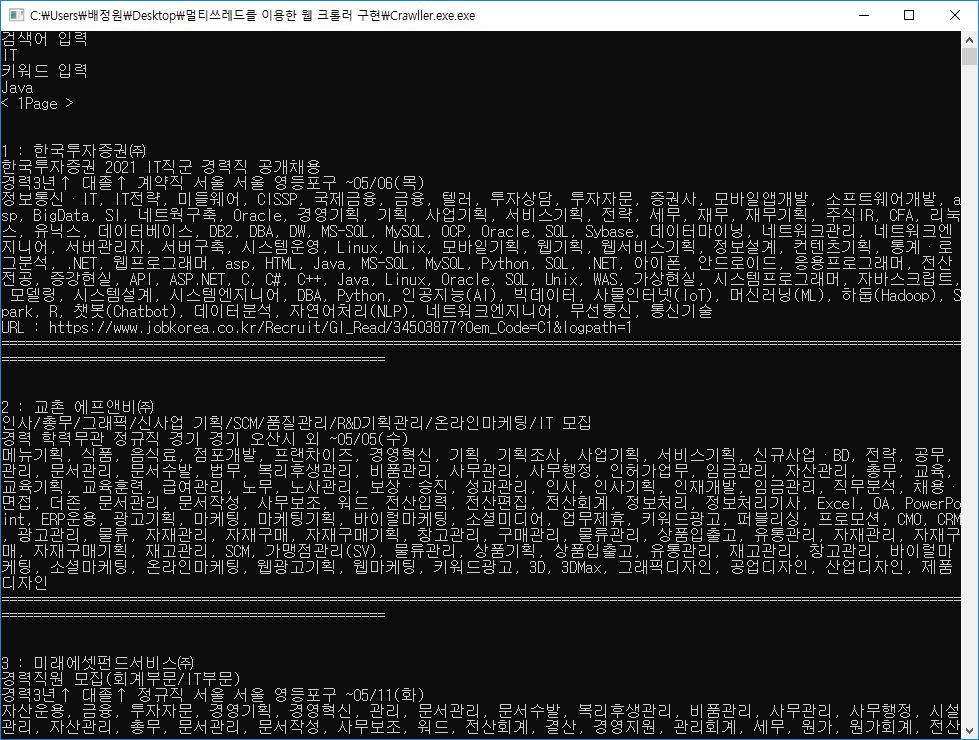 C:₩Users₩배정원₩Desktop₩멀티쓰레드를 이용한 웹 크롤러 구현₩Crawller.exe.exe
검색어 입력
IT
키워드 입력
Java
< 1Page >
1 : 한국투자증권㈜
한국투자증권 2021 IT직군 경력직 공개채용
경력3년↑ 대졸↑ 계약직 서울 서울 영등포구 ~05/06(목)
정보통신·IT, IT전략, 미들웨어, CISSP, 국제금융, 금융, 텔러, 투자상담, 투자자문, 증권사, 모바일앱개발, 소프트웨어개발, a
sp, BigData, SI, 네트워구축, Oracle, 경영기획, 기획, 사업기획, 서비스기획, 전략, 세무, 재무, 재무기획, 주식IR, CFA, 리눅
스, 유닉스, 데이터베이스, DB2, DBA, DW, MS-SQL, MySQL, OCP, Oracle, SQL, Sybase, 데이터마이닝, 네트워크관리, 네트워크엔
지니어, 서버관리자, 서버구축, 시스템운영, Linux, Unix, 모바일기획, 웹기획, 웹서비스기획, 정보설계, 컨텐츠기획, 통계·로
그분석, .NET, 웹프로그래머, asp, HTML, Java, MS-SQL, MySQL, Python, SQL, .NET, 아이폰, 안드로이드, 응용프로그래머, 전산
전공, 증강현실, API, ASP.NET, C, C#, C++, Java, Linux, Oracle, SQL, Unix, WAS, 가상현실, 시스템프로그래머, 자바스크립트,
모델링, 시스템설계, 시스템엔지니어, DBA, Python, 인공지능(AI), 빅데이터, 사물인터넷(IoT), 머신러닝(ML), 하둡(Hadoop), S
park, R, 챗봇(Chatbot), 데이터분석, 자연어처리(NLP), 네트워크엔지니어, 무선통신, 통신기술
URL : https://www.jobkorea.co.kr/Recruit/GI_Read/34503877?Oem_Code=C1&logpath=1
========================================================================================================================
================================================
2 : 교촌 에프앤비㈜
인사/총무/그래픽/신사업 기획/SCM/품질관리/R&D기획관리/온라인마케팅/IT 모집
경력 학력무관 정규직 경기 경기 오산시 외 ~05/05(수)
메뉴기획, 식품, 음식료, 점포개발, 프랜차이즈, 경영혁신, 기획, 기획조사, 사업기획, 서비스기획, 신규사업·BD, 전략, 공무,
관리, 문서관리, 문서수발, 법무, 복리후생관리, 비품관리, 사무관리, 사무행정, 인허가업무, 임금관리, 자산관리, 총무, 교육,
교육기획, 교육훈련, 급여관리, 노무, 노사관리, 보상·승진, 성과관리, 인사, 인사기획, 인재개발, 임금관리, 직무분석, 채용·
면접, 더존, 문서관리, 문서작성, 사무보조, 워드, 전산입력, 전산편집, 전산회계, 정보처리, 정보처리기사, Excel, OA, PowerPo
int, ERP운용, 광고기획, 마케팅, 마케팅기획, 바이럴마케팅, 소셜미디어, 업무제휴, 키워드광고, 퍼블리싱, 프로모션, CMO, CRM
, 광고관리, 물류, 자재관리, 자재구매, 자재구매기획, 창고관리, 구매관리, 물류관리, 상품입출고, 유통관리, 자재관리, 자재구
매, 자재구매기획, 재고관리, SCM, 가맹점관리(SV), 물류관리, 상품기획, 상품입출고, 유통관리, 재고관리, 창고관리, 바이럴마
케팅, 소셜마케팅, 온라인마케팅, 웹광고기획, 웹마케팅, 키워드광고, 3D, 3DMax, 그래픽디자인, 공업디자인, 산업디자인, 제품
디자인
========================================================================================================================
================================================
3 : 미래에셋펀드서비스㈜
경력직원 모집(회계부문/IT부문)
경력3년↑ 대졸↑ 정규직 서울 서울 영등포구 ~05/11(화)
자산운용, 금융, 투자자문, 경영기획, 경영혁신, 관리, 문서관리, 문서수발, 복리후생관리, 비품관리, 사무관리, 사무행정, 시설
관리, 자산관리, 총무, 문서관리, 문서작성, 사무보조, 워드, 전산회계, 결산, 경영지원, 관리회계, 세무, 원가, 원가회계, 전산